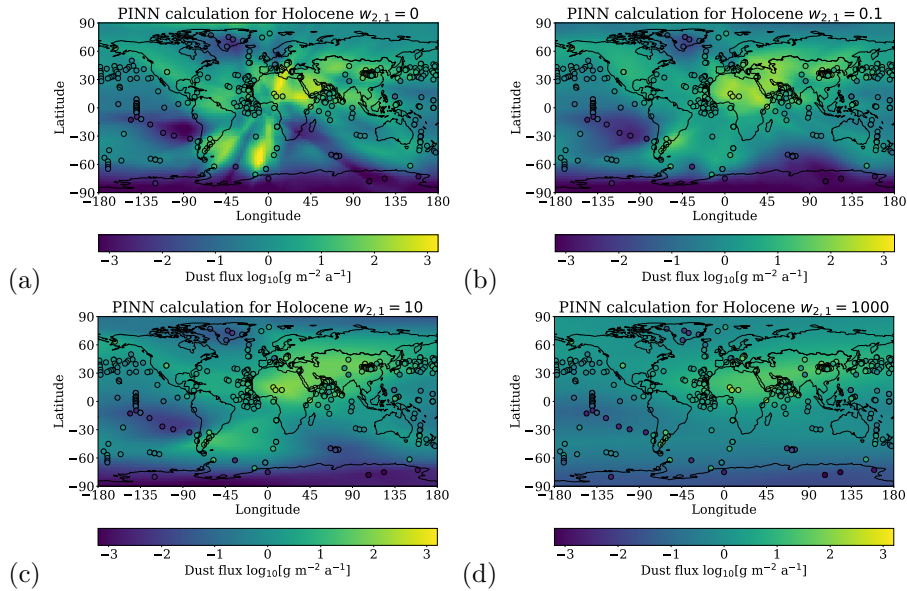 PINN calculation for Holocene w2,1 = 0
90
60
30
0
−30
−60
−90
Latitude
−180 −135 −90 −45 0 45 90 135 180
Longitude
−3 −2 −1 0 1 2 3
Dust flux log10[g m−2 a−1]
(a)
PINN calculation for Holocene w2,1 = 0.1
90
60
30
0
−30
−60
−90
Latitude
−180 −135 −90 −45 0 45 90 135 180
Longitude
−3 −2 −1 0 1 2 3
Dust flux log10[g m−2 a−1]
(b)
PINN calculation for Holocene w2,1 = 10
90
60
30
0
−30
−60
−90
Latitude
−180 −135 −90 −45 0 45 90 135 180
Longitude
−3 −2 −1 0 1 2 3
Dust flux log10[g m−2 a−1]
(c)
PINN calculation for Holocene w2,1 = 1000
90
60
30
0
−30
−60
−90
Latitude
−180 −135 −90 −45 0 45 90 135 180
Longitude
−3 −2 −1 0 1 2 3
Dust flux log10[g m−2 a−1]
(d)